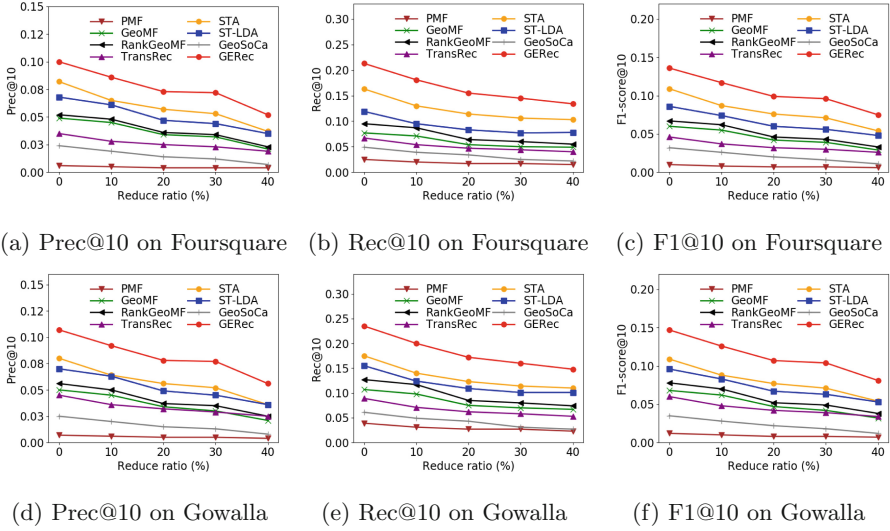 0.15
0.12
0.10
0.08
0.05
0.03
0.00
Prec@10
PMF
GeoMF
RankGeoMF
TransRec
STA
ST-LDA
GeoSoCa
GERec
0 10 20 30 40
Reduce ratio (%)
0.30
0.25
0.20
0.15
0.10
0.05
0.00
Rec@10
PMF
GeoMF
RankGeoMF
TransRec
STA
ST-LDA
GeoSoCa
GERec
0 10 20 30 40
Reduce ratio (%)
0.20
0.15
0.10
0.05
0.00
F1-score@10
PMF
GeoMF
RankGeoMF
TransRec
STA
ST-LDA
GeoSoCa
GERec
0 10 20 30 40
Reduce ratio (%)
(a) Prec@10 on Foursquare
(b) Rec@10 on Foursquare
(c) F1@10 on Foursquare
0.15
0.12
0.10
0.08
0.05
0.03
0.00
Prec@10
PMF
GeoMF
RankGeoMF
TransRec
STA
ST-LDA
GeoSoCa
GERec
0 10 20 30 40
Reduce ratio (%)
0.30
0.25
0.20
0.15
0.10
0.05
0.00
Rec@10
PMF
GeoMF
RankGeoMF
TransRec
STA
ST-LDA
GeoSoCa
GERec
0 10 20 30 40
Reduce ratio (%)
0.20
0.15
0.10
0.05
0.00
F1-score@10
PMF
GeoMF
RankGeoMF
TransRec
STA
ST-LDA
GeoSoCa
GERec
0 10 20 30 40
Reduce ratio (%)
(d) Prec@10 on Gowalla
(e) Rec@10 on Gowalla
(f) F1@10 on Gowalla